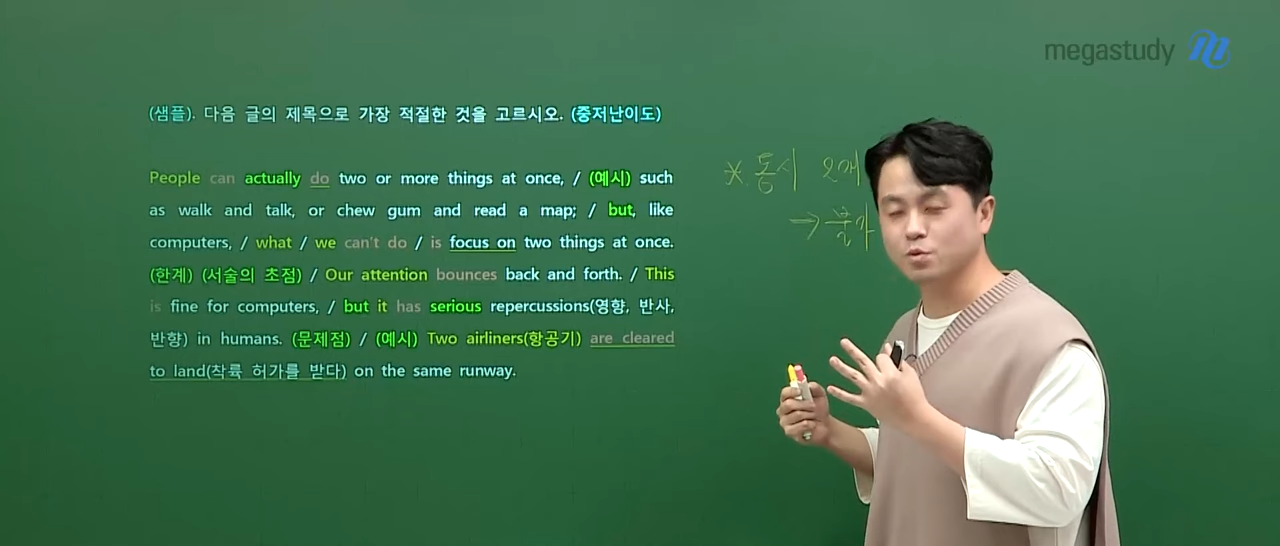 megastudy
(샘플). 다음 글의 제목으로 가장 적절한 것을 고르시오. (중저난이도)
People can actually do two or more things at once, / (예시) such
as walk and talk, or chew gum and read a map; / but, like
computers, / what / we can't do / is focus on two things at once.
(한계) (서술의 초점) / Our attention bounces back and forth. / This
is fine for computers, / but it has serious repercussions(영향, 반사,
반향) in humans. (문제점) / (예시) Two airliners(항공기) are cleared
to land(착륙 허가를 받다) on the same runway.
* 동시 2개
→